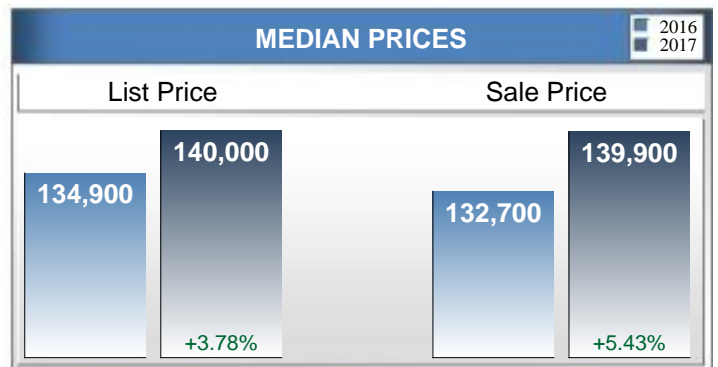 MEDIAN PRICES
2016
2017
List Price
Sale Price
134,900
140,000
+3.78%
132,700
139,900
+5.43%